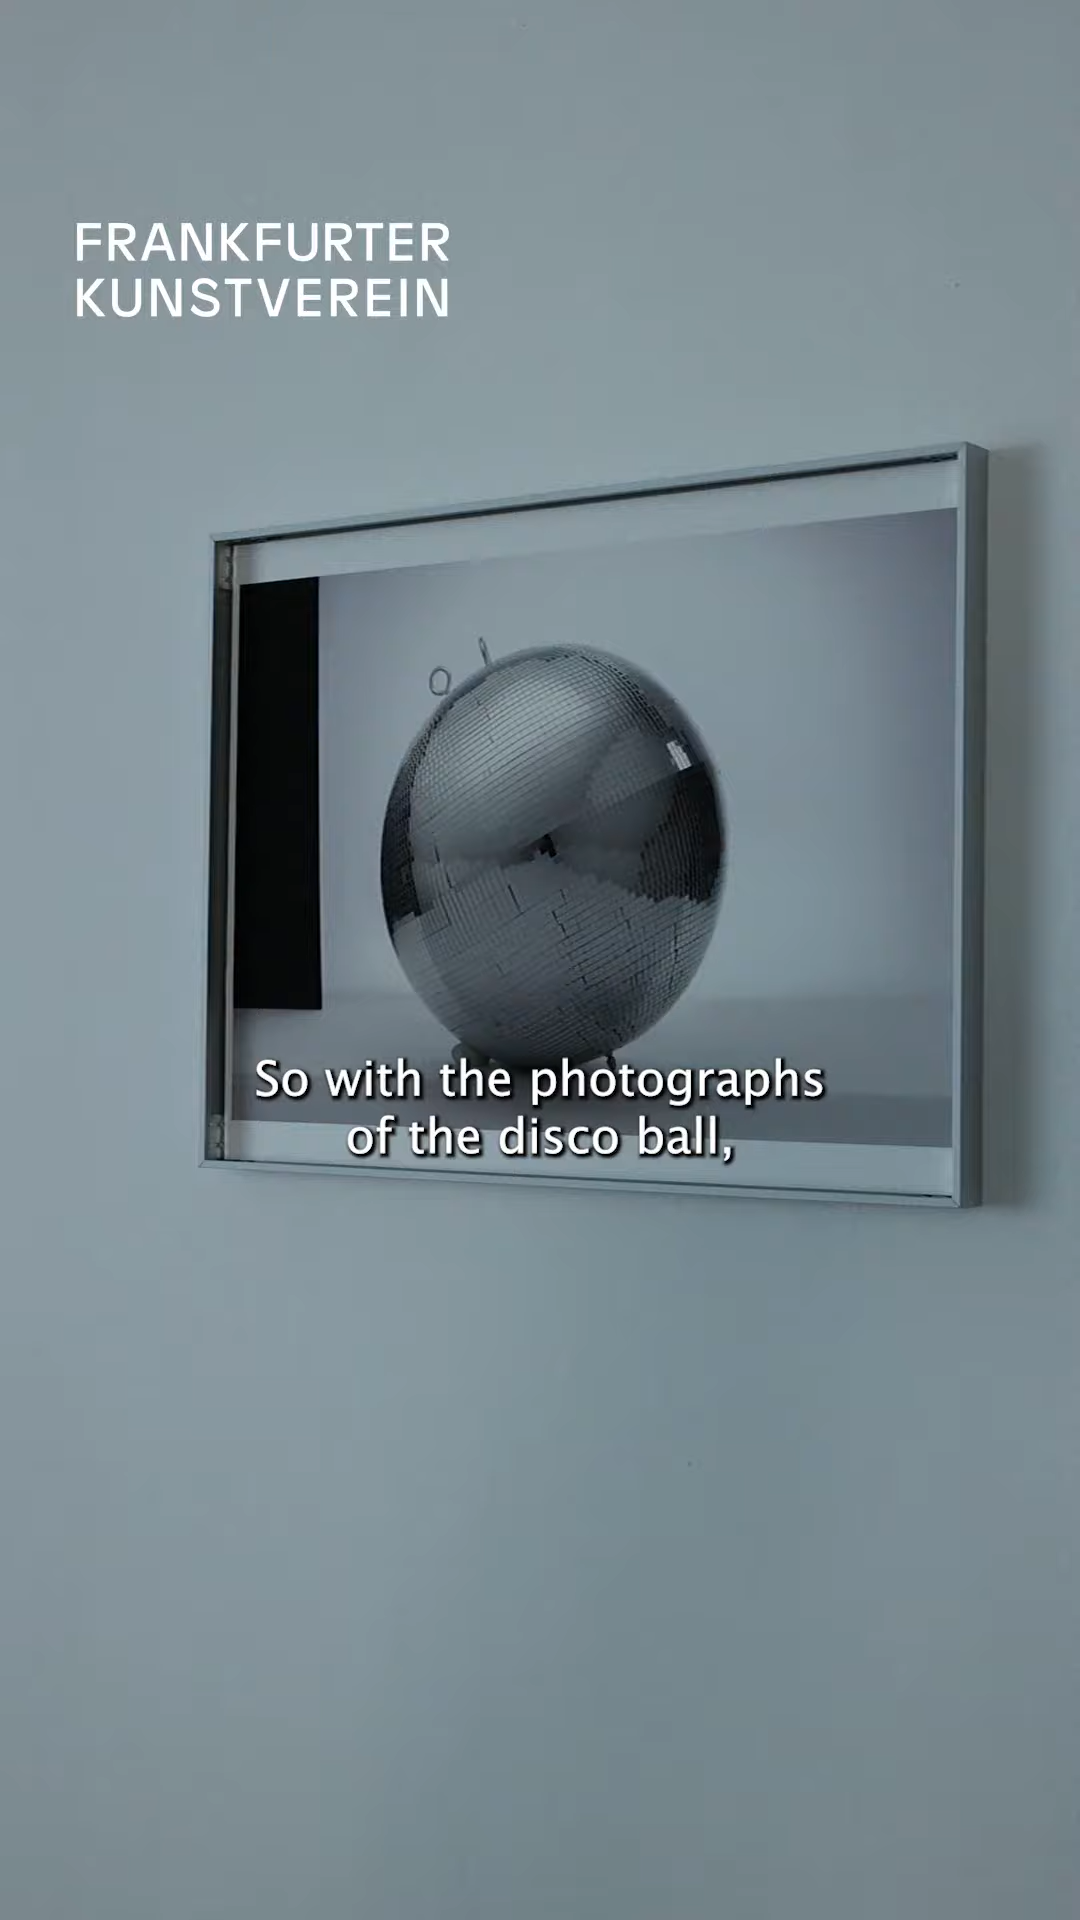 FRANKFURTER
KUNSTVEREIN
So with the photographs
of the disco ball,